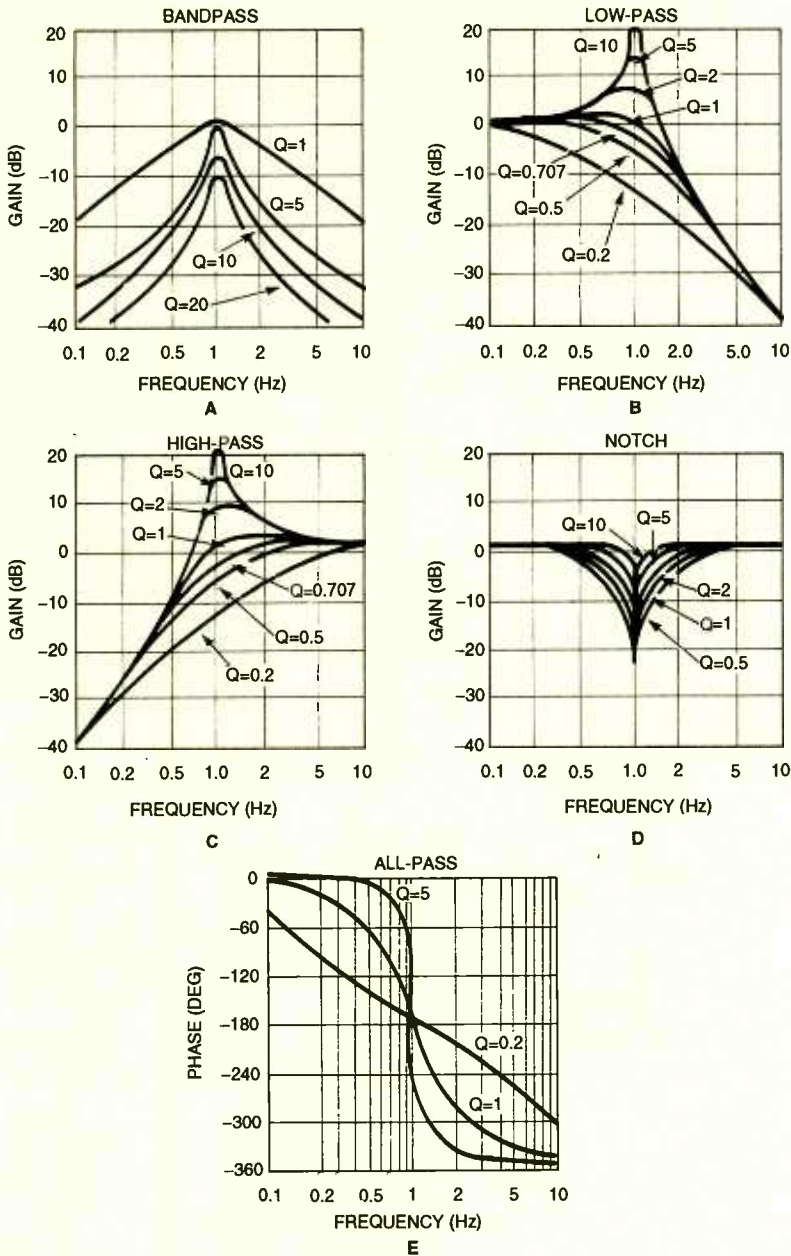 BANDPASS
20
10
0
−10
−20
−30
−40
GAIN (dB)
Q=1
Q=5
Q=10
Q=20
0.1 0.2 0.5 1 2 5 10
FREQUENCY (Hz)
A
LOW-PASS
20
10
0
−10
−20
−30
−40
GAIN (dB)
Q=10
Q=5
Q=2
Q=1
Q=0.707
Q=0.5
Q=0.2
0.1 0.2 0.5 1.0 2.0 5.0 10
FREQUENCY (Hz)
B
HIGH-PASS
20
10
0
−10
−20
−30
−40
GAIN (dB)
Q=5
Q=10
Q=2
Q=1
Q=0.707
Q=0.5
Q=0.2
0.1 0.2 0.5 1.0 2 5 10
FREQUENCY (Hz)
C
NOTCH
20
10
0
−10
−20
−30
−40
GAIN (dB)
Q=10
Q=5
Q=2
Q=1
Q=0.5
0.1 0.2 0.5 1.0 2 5 10
FREQUENCY (Hz)
D
ALL-PASS
0
−60
−120
−180
−240
−300
−360
PHASE (DEG)
Q=5
Q=0.2
Q=1
0.1 0.2 0.5 1 2 5 10
FREQUENCY (Hz)
E